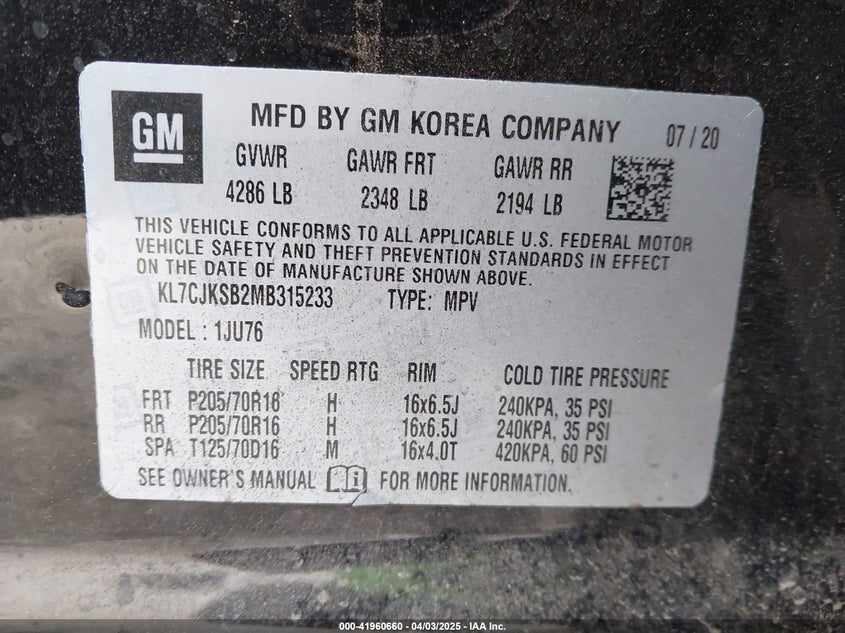 GM
MFD BY GM KOREA COMPANY 07/20
GVWR GAWR FRT GAWR RR
4286 LB 2348 LB 2194 LB
THIS VEHICLE CONFORMS TO ALL APPLICABLE U.S. FEDERAL MOTOR
VEHICLE SAFETY AND THEFT PREVENTION STANDARDS IN EFFECT
ON THE DATE OF MANUFACTURE SHOWN ABOVE.
KL7CJKSB2MB315233 TYPE: MPV
MODEL : 1JU76
TIRE SIZE SPEED RTG RIM COLD TIRE PRESSURE
FRT P205/70R16 H 16x6.5J 240KPA, 35 PSI
RR P205/70R16 H 16x6.5J 240KPA, 35 PSI
SPA T125/70D16 M 16x4.0T 420KPA, 60 PSI
SEE OWNER'S MANUAL FOR MORE INFORMATION.
000-41960660 - 04/03/2025 - IAA Inc.